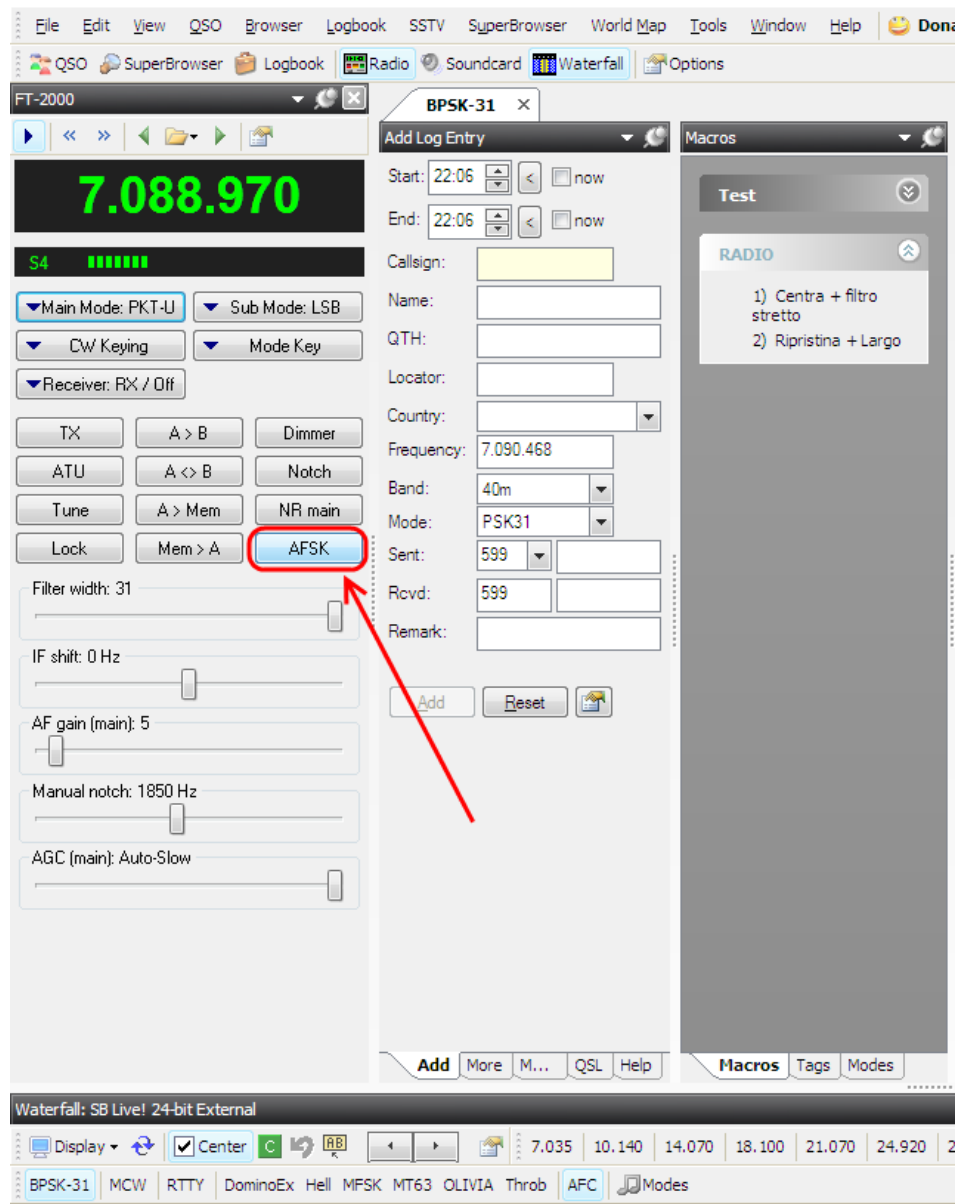 File Edit View QSO Browser Logbook SSTV SuperBrowser World Map Tools Window Help
QSO SuperBrowser Logbook Radio Soundcard Waterfall Options
FT-2000
7.088.970
S4
Main Mode: PKT-U Sub Mode: LSB
CW Keying Mode Key
Receiver: RX / Off
TX A > B Dimmer
ATU A <> B Notch
Tune A > Mem NR main
Lock Mem > A AFSK
Filter width: 31
IF shift: 0 Hz
AF gain (main): 5
Manual notch: 1850 Hz
AGC (main): Auto-Slow
BPSK-31
Add Log Entry
Start: 22:06 < now
End: 22:06 < now
Callsign:
Name:
QTH:
Locator:
Country:
Frequency: 7.090.468
Band: 40m
Mode: PSK31
Sent: 599
Rcvd: 599
Remark:
Add Reset
Add More M... QSL Help
Macros
Test
RADIO
1) Centra + filtro
stretto
2) Ripristina + Largo
Macros Tags Modes
Waterfall: SB Live! 24-bit External
Display Center C AB 7.035 10.140 14.070 18.100 21.070 24.920
BPSK-31 MCW RTTY DominoEx Hell MFSK MT63 OLIVIA Throb AFC Modes